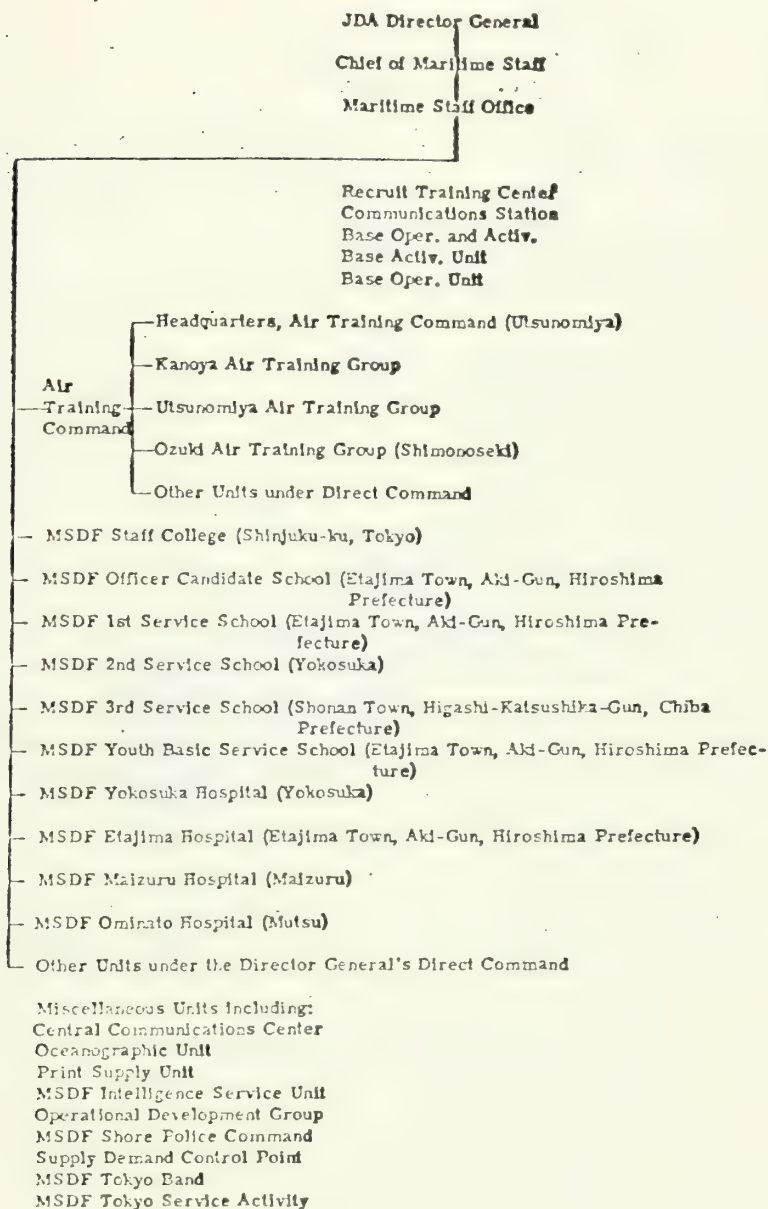 JDA Director General
Chief of Maritime Staff
Maritime Staff Office
Recruit Training Center
Communications Station
Base Oper. and Activ.
Base Activ. Unit
Base Oper. Unit
Headquarters, Air Training Command (Utsunomiya)
Kanoya Air Training Group
Air
Training
Command
Utsunomiya Air Training Group
Ozuki Air Training Group (Shimonoseki)
Other Units under Direct Command
MSDF Staff College (Shinjuku-ku, Tokyo)
MSDF Officer Candidate School (Etajima Town, Aki-Gun, Hiroshima
Prefecture)
MSDF 1st Service School (Etajima Town, Aki-Gun, Hiroshima Pre-
fecture)
MSDF 2nd Service School (Yokosuka)
MSDF 3rd Service School (Shonan Town, Higashi-Katsushika-Gun, Chiba
Prefecture)
MSDF Youth Basic Service School (Etajima Town, Aki-Gun, Hiroshima Prefec-
ture)
MSDF Yokosuka Hospital (Yokosuka)
MSDF Etajima Hospital (Etajima Town, Aki-Gun, Hiroshima Prefecture)
MSDF Maizuru Hospital (Maizuru)
MSDF Ominato Hospital (Mutsu)
Other Units under the Director General's Direct Command
Miscellaneous Units including:
Central Communications Center
Oceanographic Unit
Print Supply Unit
MSDF Intelligence Service Unit
Operational Development Group
MSDF Shore Police Command
Supply Demand Control Point
MSDF Tokyo Band
MSDF Tokyo Service Activity